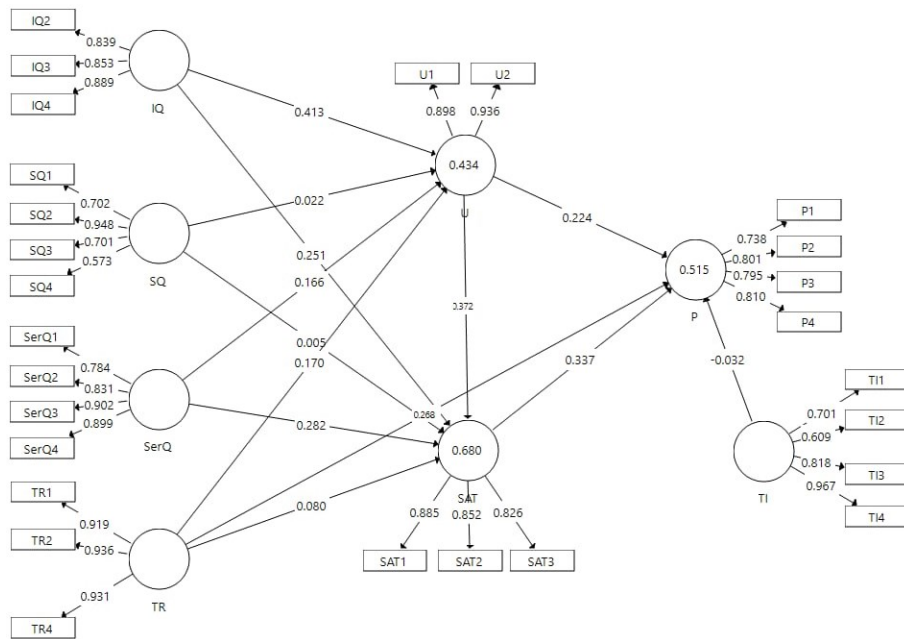 IQ2
0.839
IQ3
0.853
IQ4
0.889
IQ
0.413
U1
U2
0.898
0.936
0.434
U
SQ1
0.702
SQ2
0.948
SQ3
0.701
SQ4
0.573
SQ
0.022
0.251
0.166
0.224
0.372
P1
0.738
P2
0.801
P3
0.795
P4
0.810
0.515
P
SerQ1
0.784
SerQ2
0.831
SerQ3
0.902
SerQ4
0.899
SerQ
0.005
0.170
0.282
0.268
0.337
-0.032
0.680
SAT
0.885
0.852
0.826
SAT1
SAT2
SAT3
TI1
0.701
TI2
0.609
TI3
0.818
TI4
0.967
TI
TR1
0.919
TR2
0.936
TR4
0.931
TR
0.080